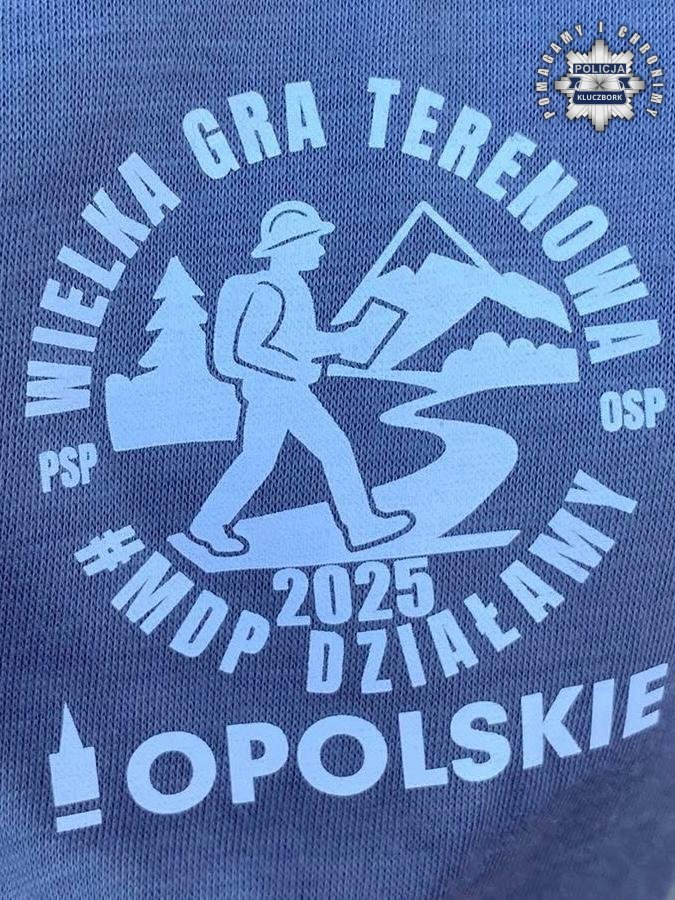 POMAGAMY I CHRONIMY
POLICJA
KLUCZBORK
WIELKA GRA TERENOWA
PSP
OSP
2025
#MDP DZIAŁAMY
OPOLSKIE